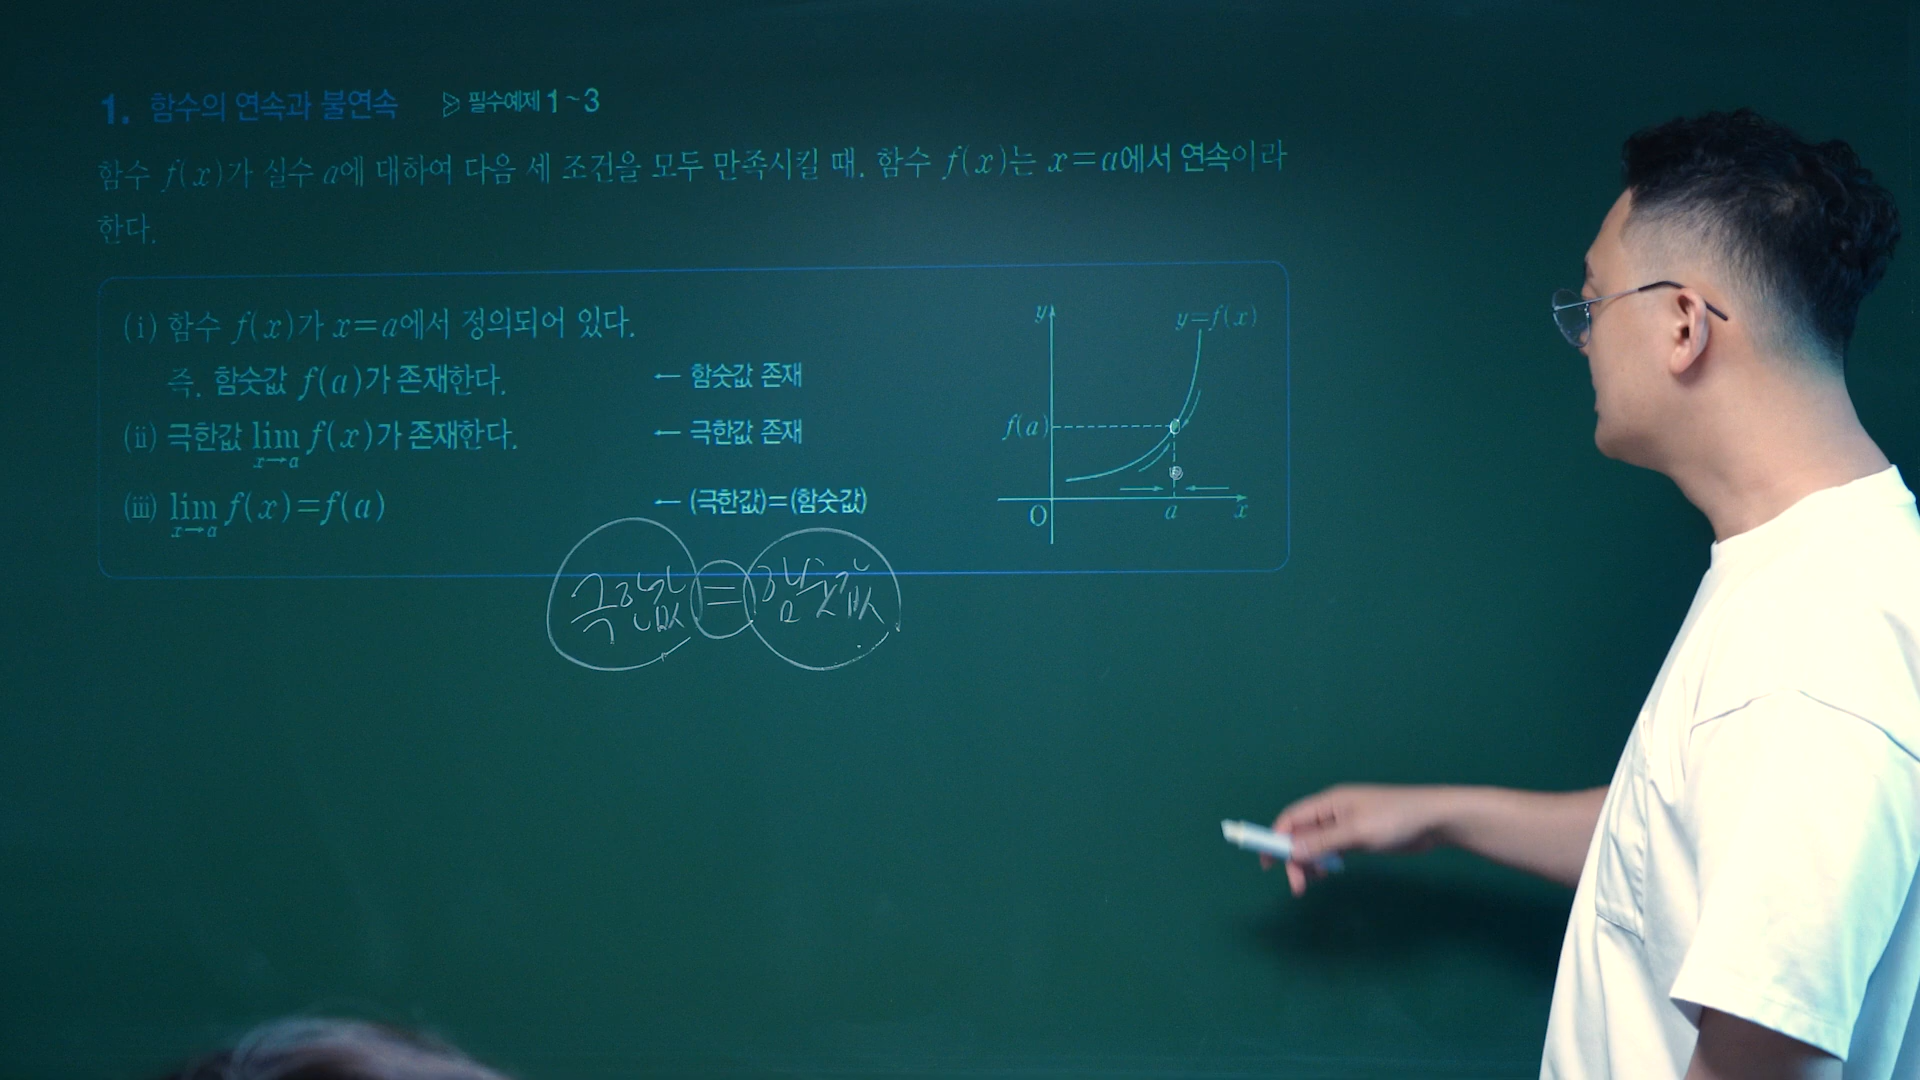 1. 함수의 연속과 불연속 ▷ 필수예제 1~3
함수 f(x)가 실수 a에 대하여 다음 세 조건을 모두 만족시킬 때, 함수 f(x)는 x=a에서 연속이라
한다.
(i) 함수 f(x)가 x=a에서 정의되어 있다.
즉, 함숫값 f(a)가 존재한다. ← 함숫값 존재
(ii) 극한값 lim x→a f(x)가 존재한다. ← 극한값 존재
(iii) lim x→a f(x)=f(a) ← (극한값)=(함숫값)
y
y=f(x)
f(a)
O a x
극한값 = 함숫값